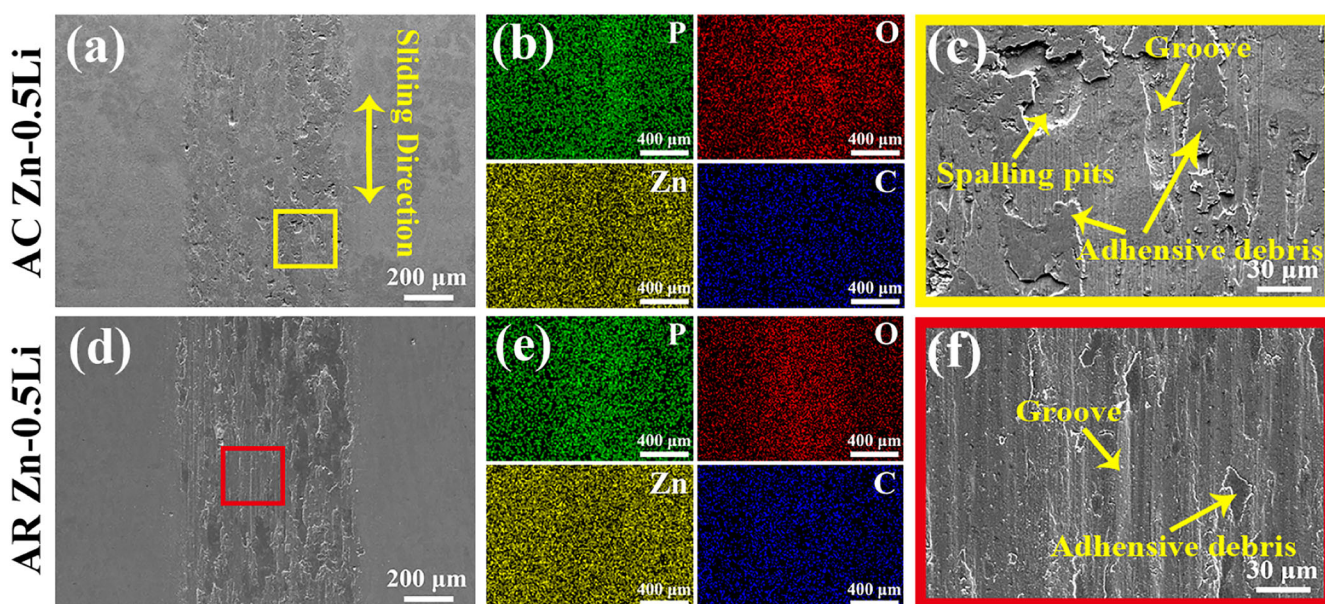 AC Zn-0.5Li
(a)
Sliding Direction
200 μm
(b)
P
400 μm
O
400 μm
Zn
400 μm
C
400 μm
(c)
Groove
Spalling pits
Adhensive debris
30 μm
AR Zn-0.5Li
(d)
200 μm
(e)
P
400 μm
O
400 μm
Zn
400 μm
C
400 μm
(f)
Groove
Adhensive debris
30 μm